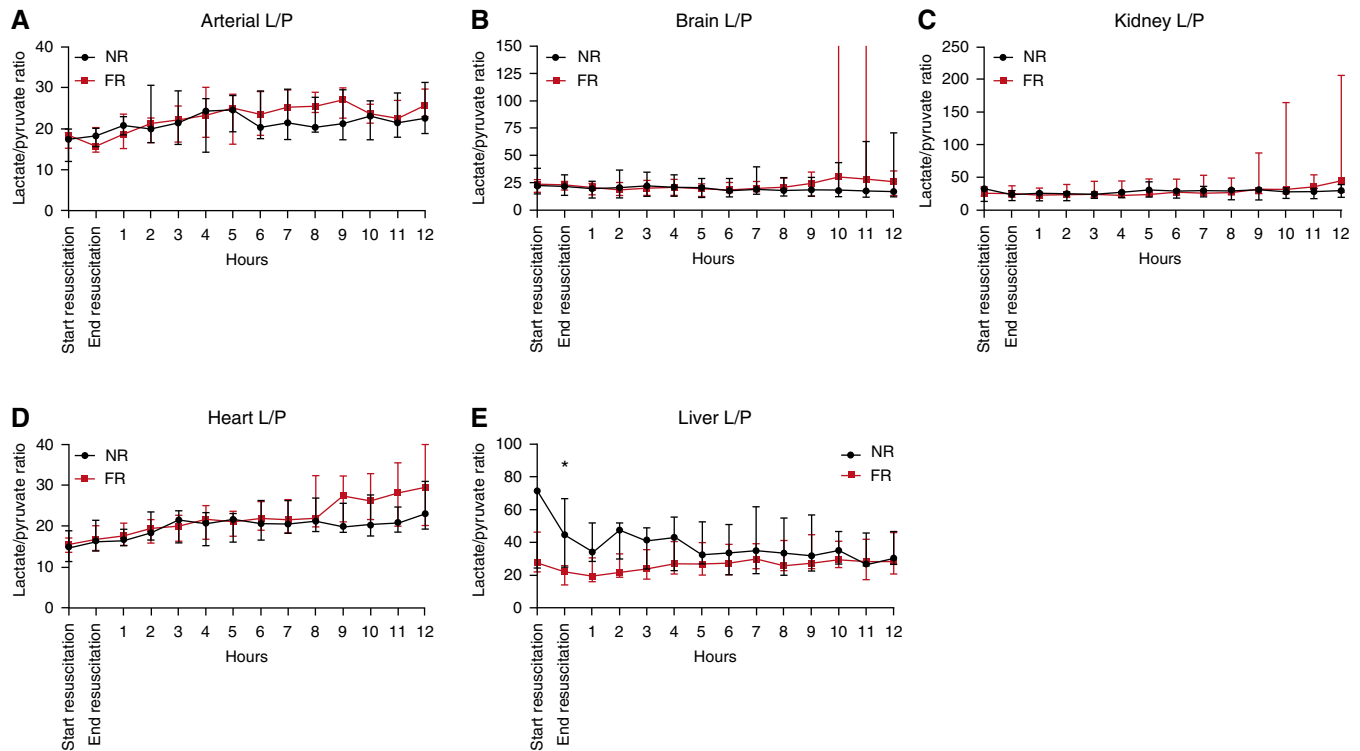 A
Arterial L/P
Lactate/pyruvate ratio
40
30
20
10
0
NR
FR
Start resuscitation
End resuscitation
1 2 3 4 5 6 7 8 9 10 11 12
Hours
B
Brain L/P
Lactate/pyruvate ratio
150
125
100
75
50
25
0
NR
FR
Start resuscitation
End resuscitation
1 2 3 4 5 6 7 8 9 10 11 12
Hours
C
Kidney L/P
Lactate/pyruvate ratio
250
200
150
100
50
0
NR
FR
Start resuscitation
End resuscitation
1 2 3 4 5 6 7 8 9 10 11 12
Hours
D
Heart L/P
Lactate/pyruvate ratio
40
30
20
10
0
NR
FR
Start resuscitation
End resuscitation
1 2 3 4 5 6 7 8 9 10 11 12
Hours
E
Liver L/P
Lactate/pyruvate ratio
100
80
60
40
20
0
*
NR
FR
Start resuscitation
End resuscitation
1 2 3 4 5 6 7 8 9 10 11 12
Hours